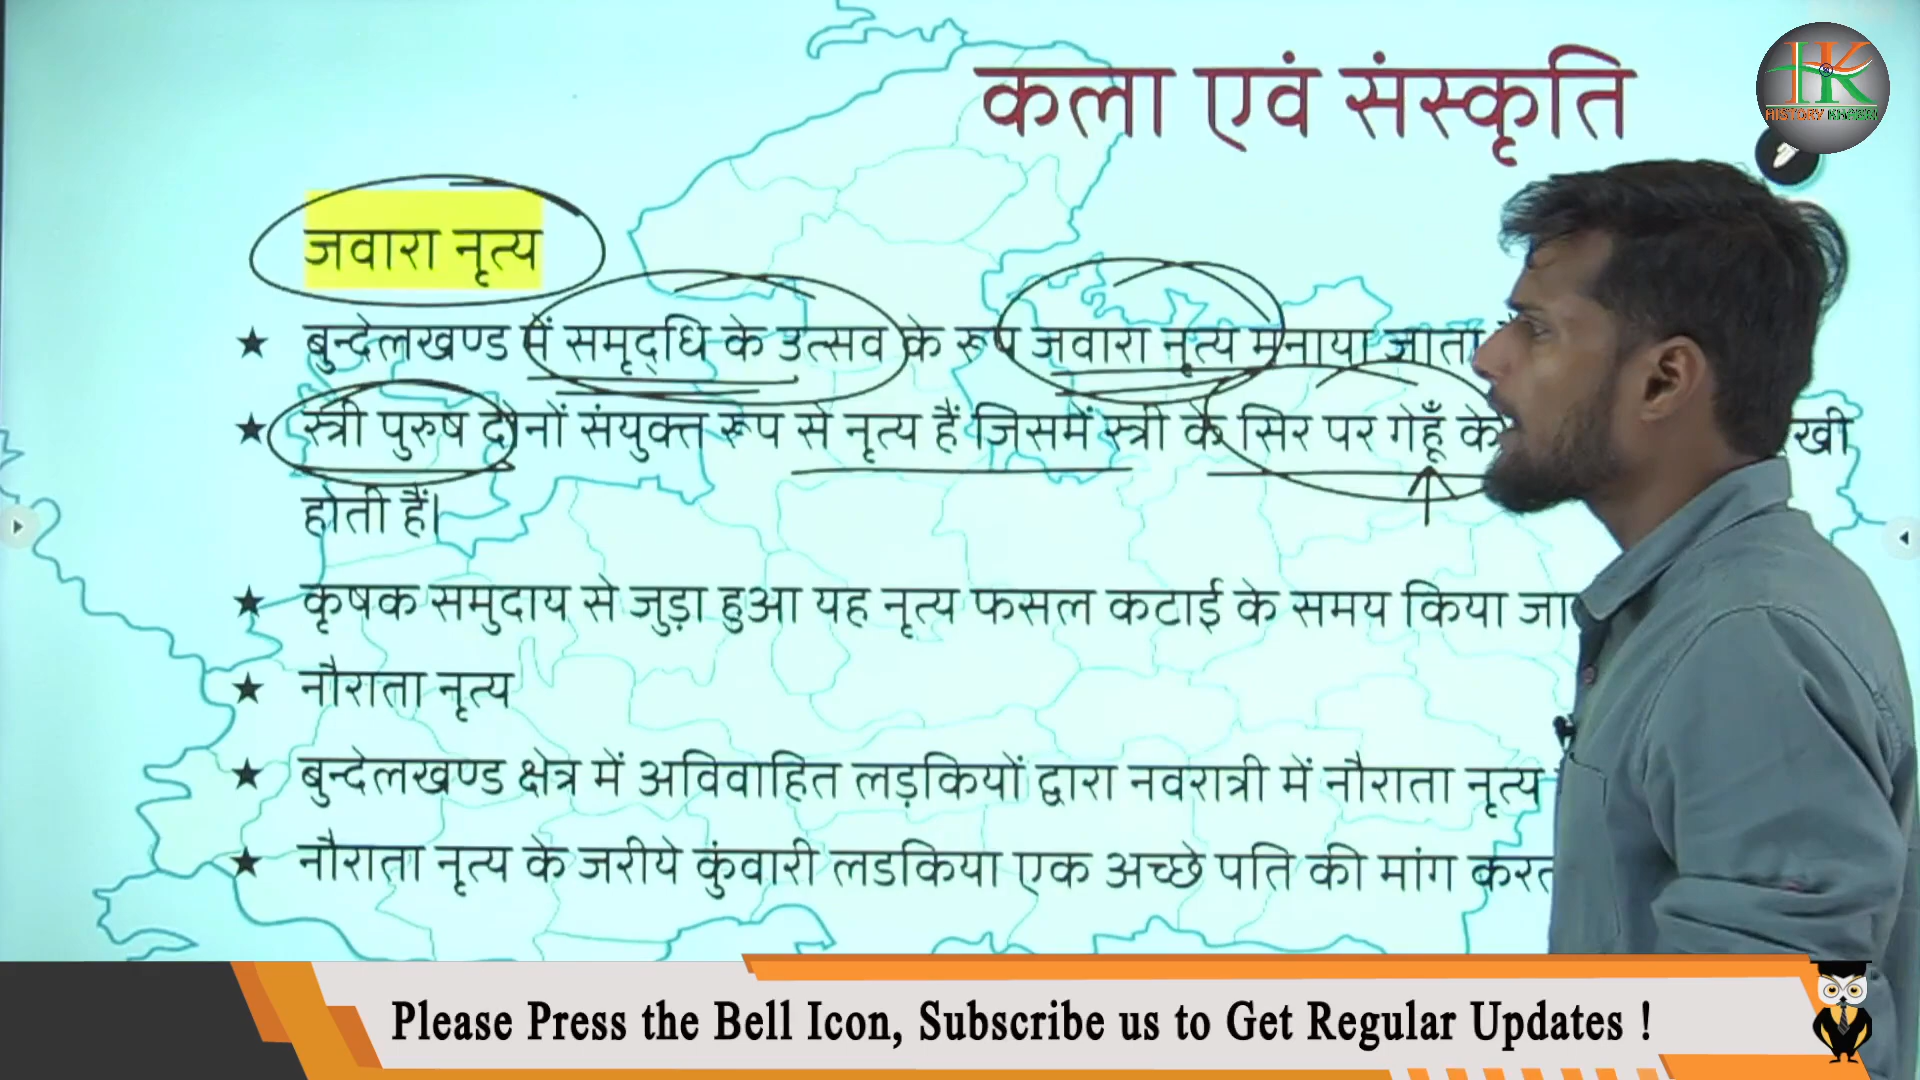 कला एवं संस्कृति
HISTORY KHABRI
जवारा नृत्य
★ बुन्देलखण्ड में समृद्धि के उत्सव के रूप जवारा नृत्य मनाया जाता
★ स्त्री पुरुष दोनों संयुक्त रूप से नृत्य हैं जिसमें स्त्री के सिर पर गेहूँ के खी
होती हैं।
★ कृषक समुदाय से जुड़ा हुआ यह नृत्य फसल कटाई के समय किया जा
★ नौराता नृत्य
★ बुन्देलखण्ड क्षेत्र में अविवाहित लड़कियों द्वारा नवरात्री में नौराता नृत्य
★ नौराता नृत्य के जरीये कुंवारी लडकिया एक अच्छे पति की मांग करत
Please Press the Bell Icon, Subscribe us to Get Regular Updates !